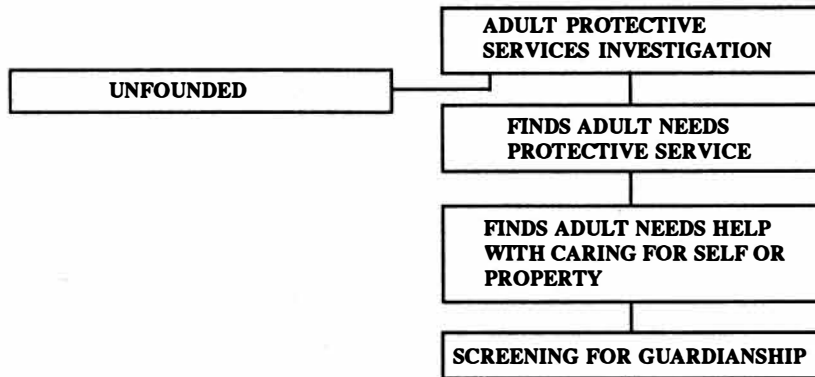 ADULT PROTECTIVE
SERVICES INVESTIGATION
UNFOUNDED
FINDS ADULT NEEDS
PROTECTIVE SERVICE
FINDS ADULT NEEDS HELP
WITH CARING FOR SELF OR
PROPERTY
SCREENING FOR GUARDIANSHIP